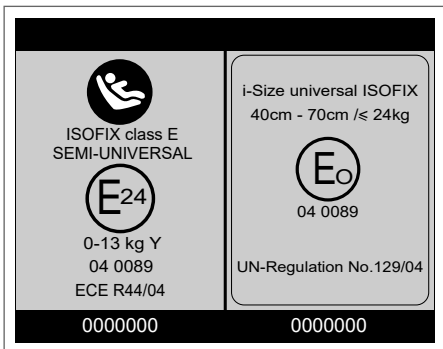 ISOFIX class E
SEMI-UNIVERSAL
E24
0-13 kg Y
04 0089
ECE R44/04
0000000
i-Size universal ISOFIX
40cm - 70cm /≤ 24kg
EO
04 0089
UN-Regulation No.129/04
0000000